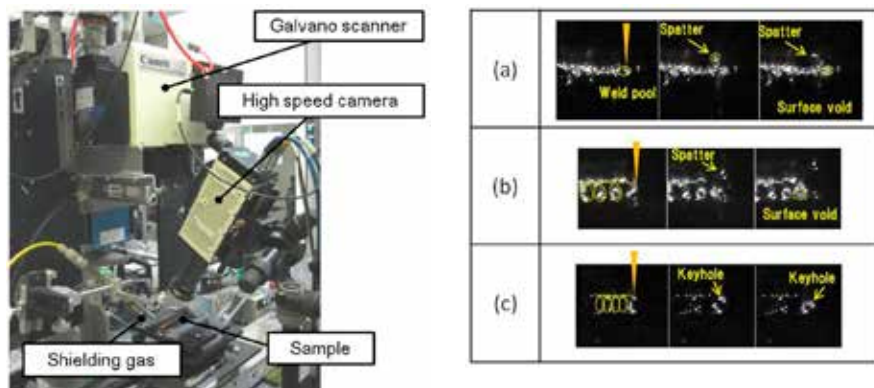 Galvano scanner
Canon
High speed camera
Shielding gas
Sample
(a)
Spatter
Spatter
Weld pool
Surface void
(b)
Spatter
Surface void
(c)
Keyhole
Keyhole